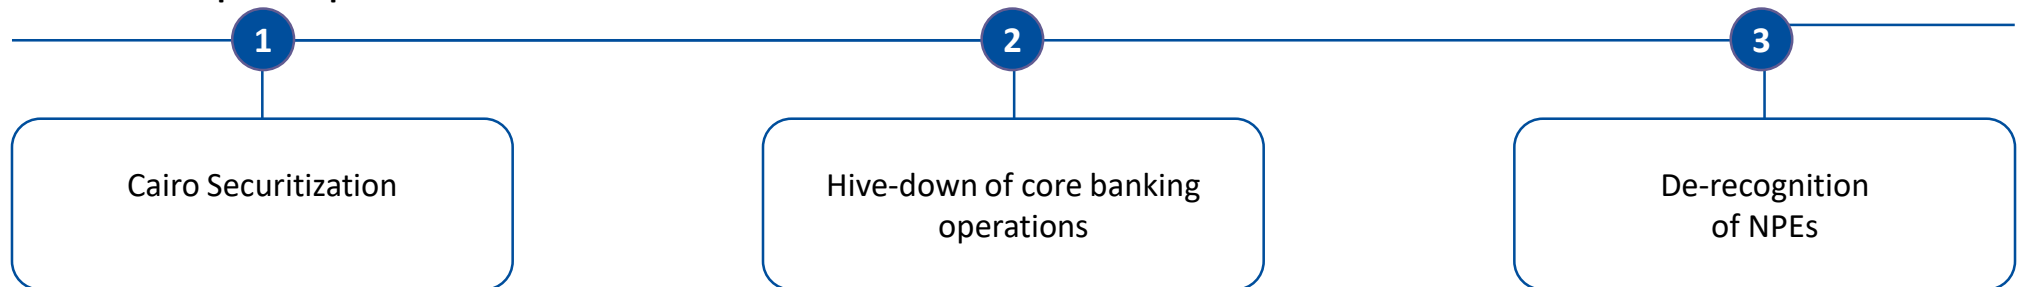 1
2
3
Cairo Securitization
Hive-down of core banking
operations
De-recognition
of NPEs